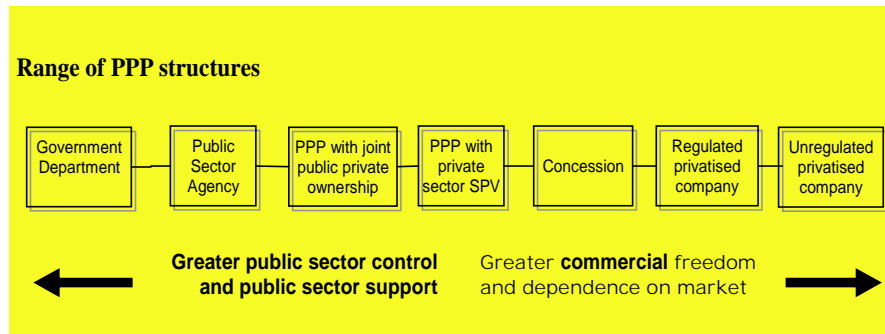 Range of PPP structures
Government
Department
Public
Sector
Agency
PPP with joint
public private
ownership
PPP with
private
sector SPV
Concession
Regulated
privatised
company
Unregulated
privatised
company
Greater public sector control
and public sector support
Greater commercial freedom
and dependence on market